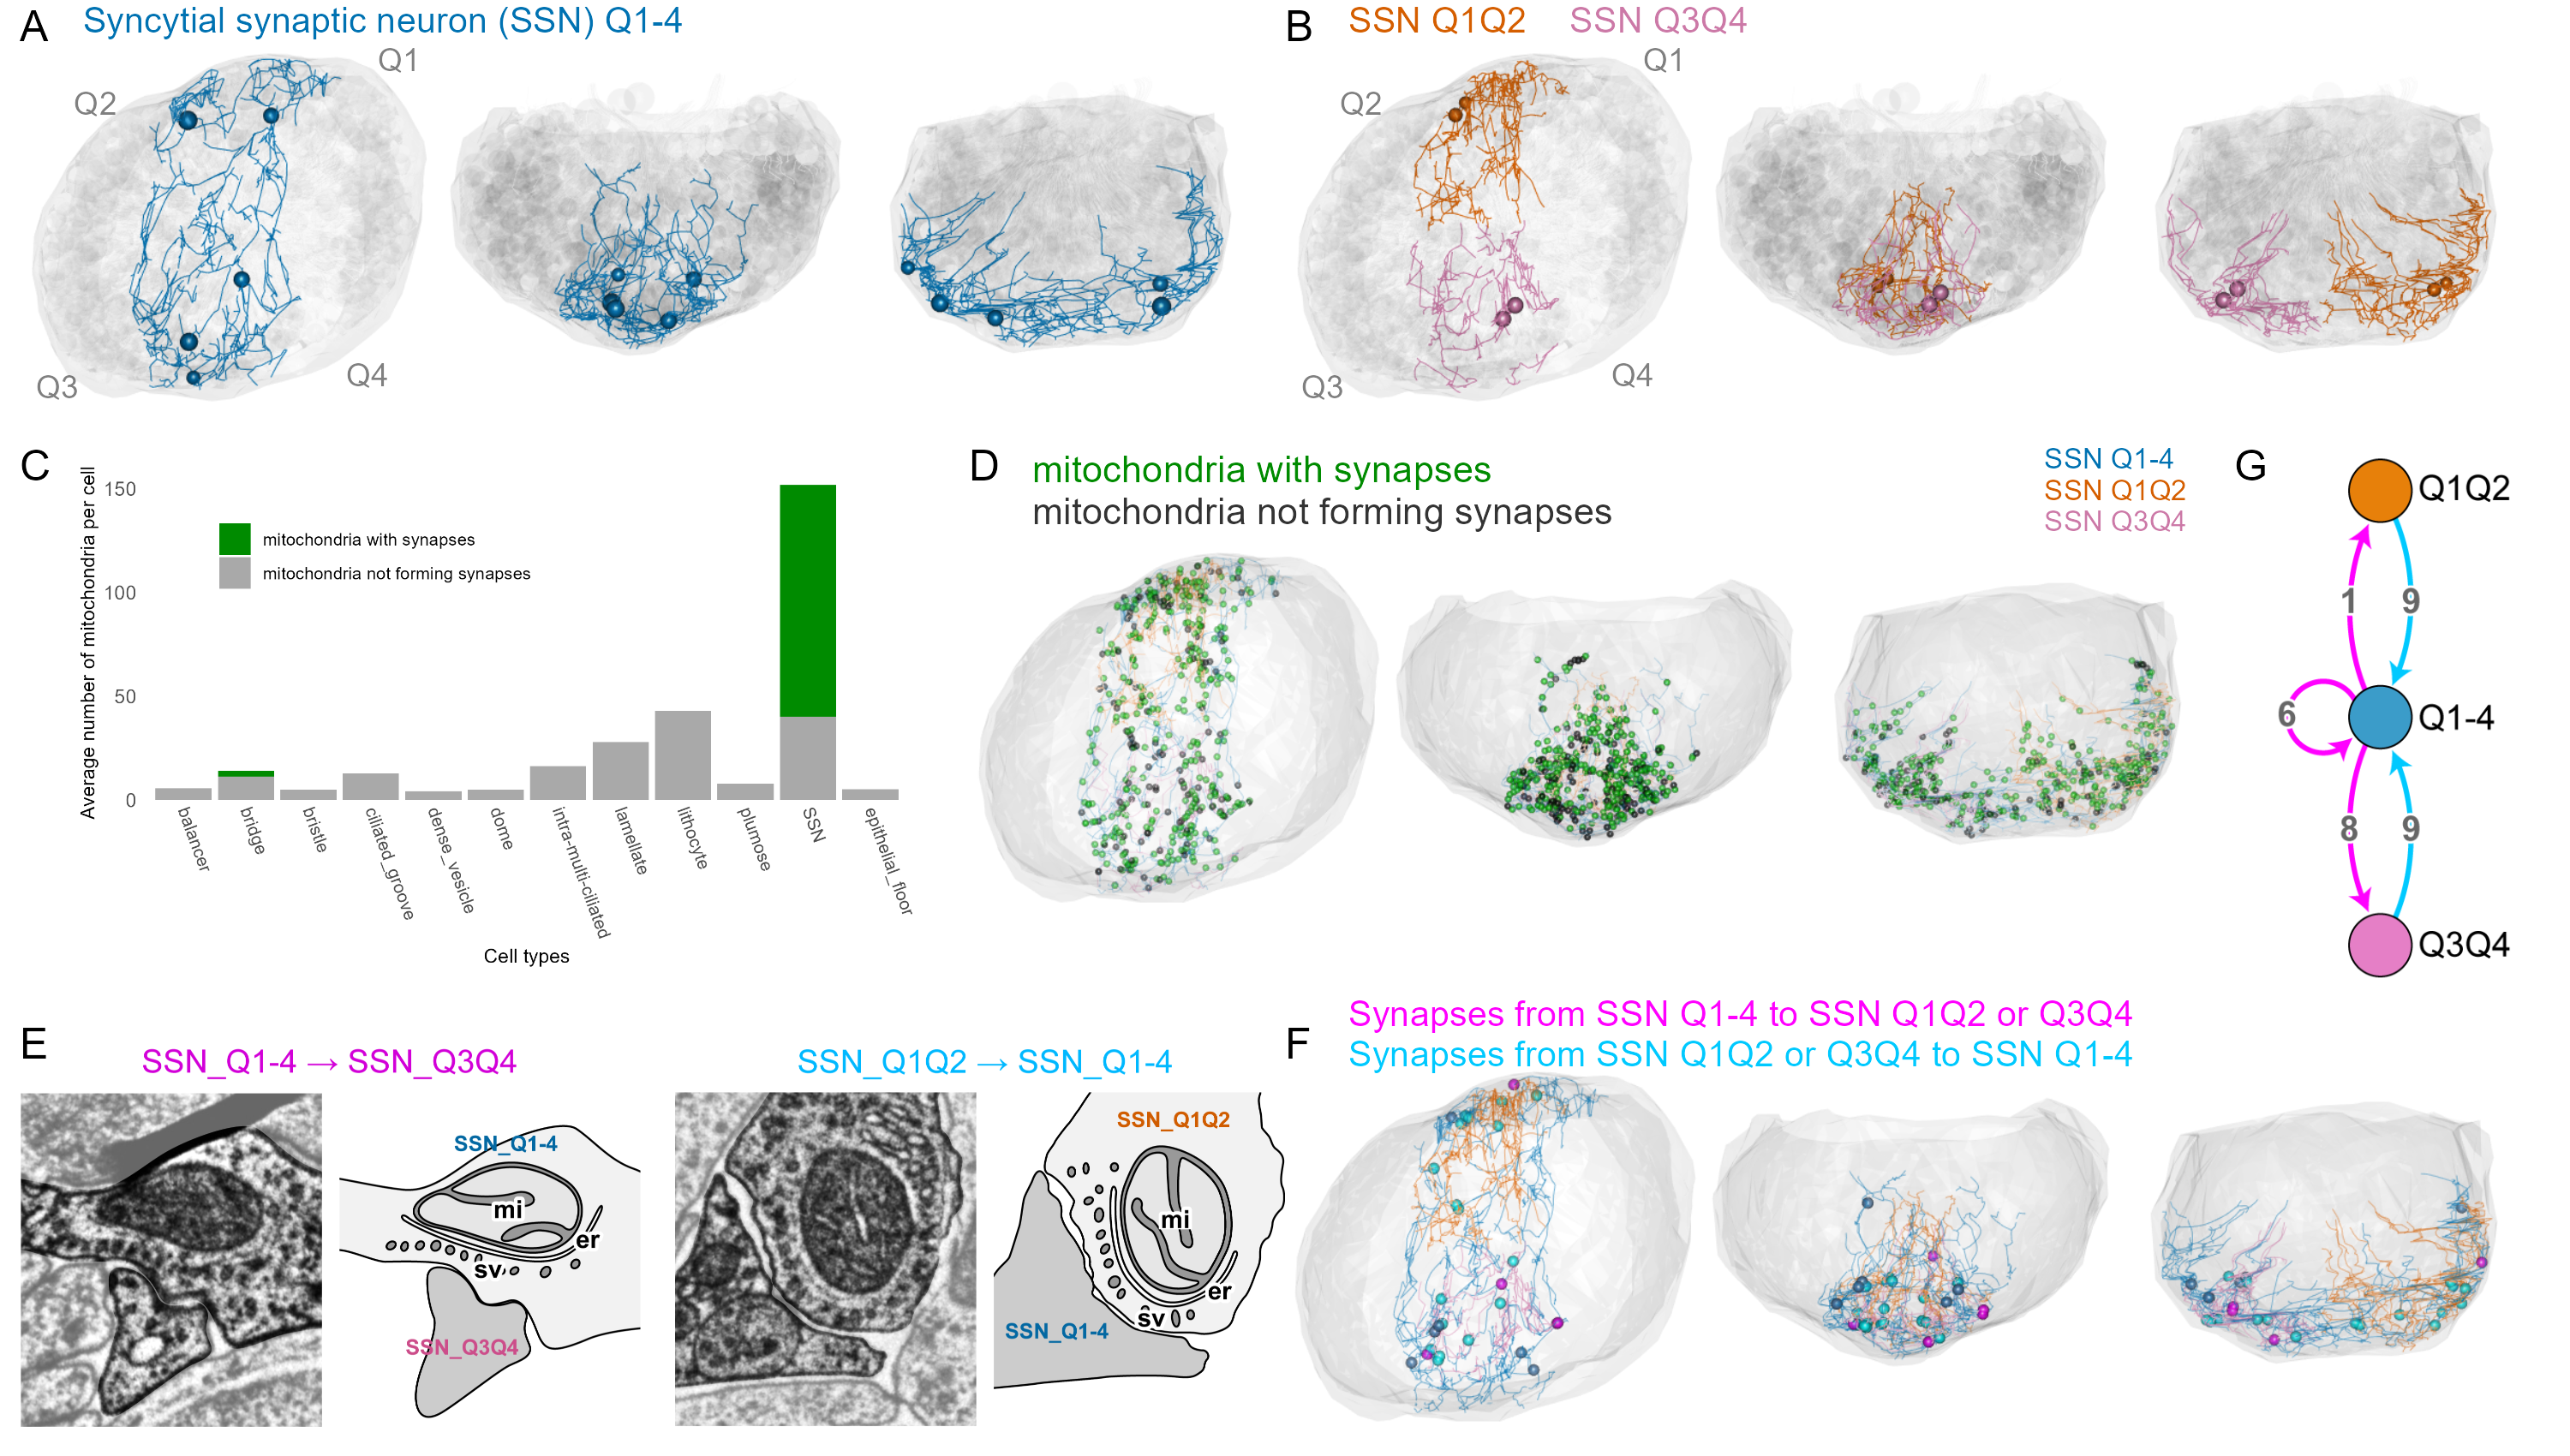 A
Syncytial synaptic neuron (SSN) Q1-4
Q1
Q2
Q3
Q4
B
SSN Q1Q2
SSN Q3Q4
Q1
Q2
Q3
Q4
C
Average number of mitochondria per cell
150
100
50
0
mitochondria with synapses
mitochondria not forming synapses
balancer
bridge
bristle
ciliated_groove
dense_vesicle
dome
intra-multi-ciliated
lamellate
lithocyte
plumose
SSN
epithelial_floor
Cell types
D
mitochondria with synapses
mitochondria not forming synapses
SSN Q1-4
SSN Q1Q2
SSN Q3Q4
G
Q1Q2
1
9
6
Q1-4
8
9
Q3Q4
E
SSN_Q1-4 → SSN_Q3Q4
SSN_Q1-4
mi
er
sv
SSN_Q3Q4
SSN_Q1Q2 → SSN_Q1-4
SSN_Q1Q2
mi
er
sv
SSN_Q1-4
F
Synapses from SSN Q1-4 to SSN Q1Q2 or Q3Q4
Synapses from SSN Q1Q2 or Q3Q4 to SSN Q1-4